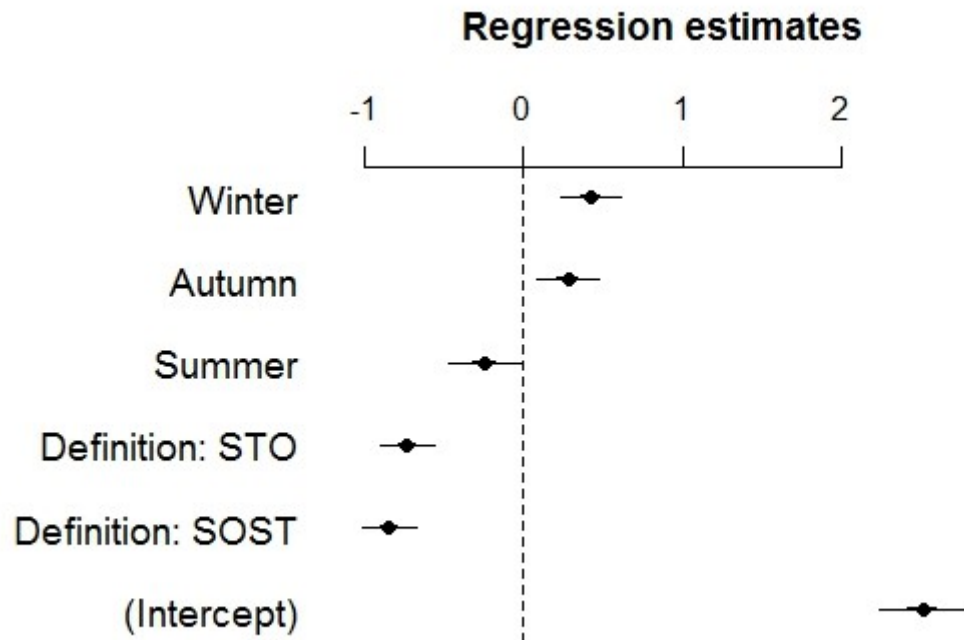 Regression estimates
-1 0 1 2
Winter
Autumn
Summer
Definition: STO
Definition: SOST
(Intercept)